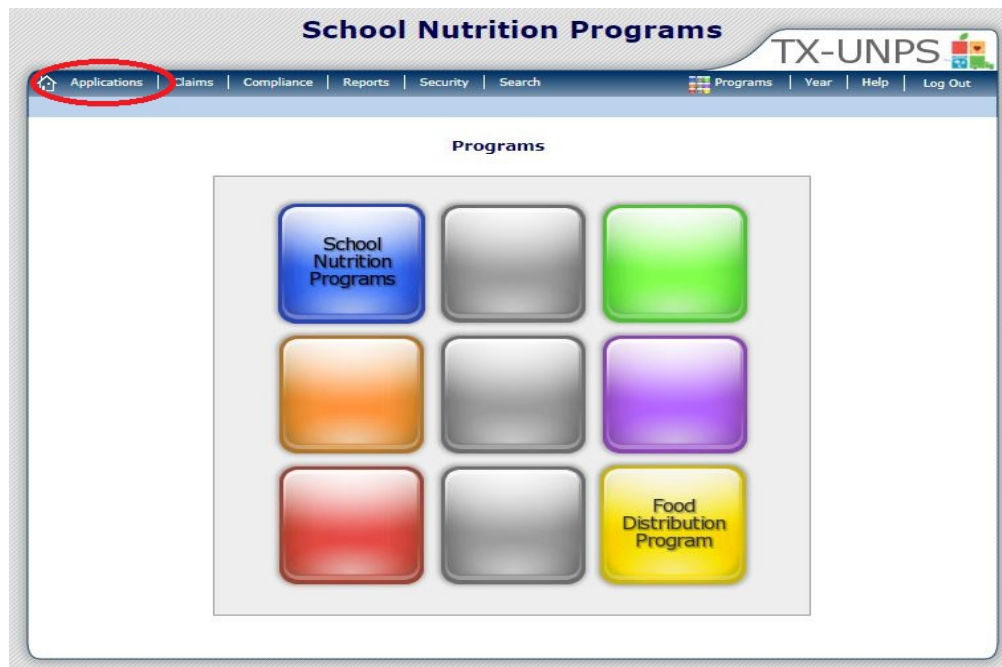 School Nutrition Programs
TX-UNPS
Applications | Claims | Compliance | Reports | Security | Search Programs | Year | Help | Log Out
Programs
School
Nutrition
Programs
Food
Distribution
Program